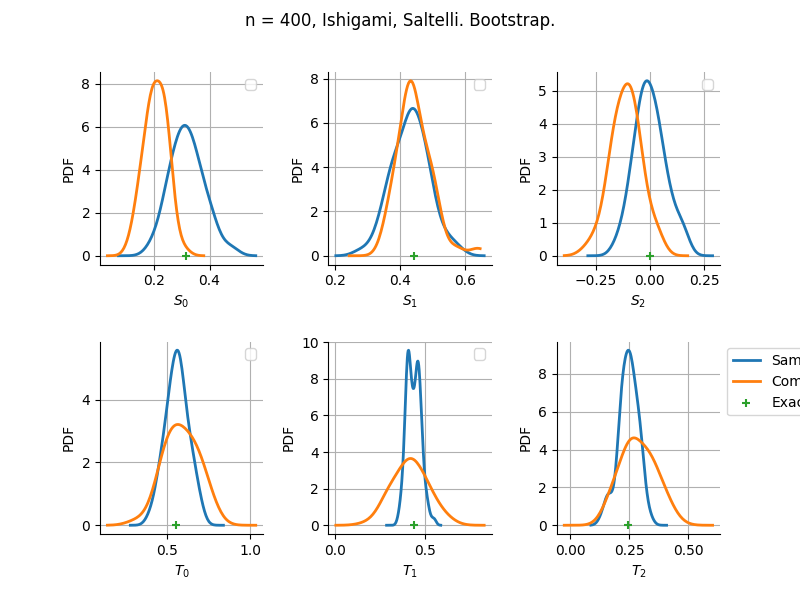 n = 400, Ishigami, Saltelli. Bootstrap.
PDF
8
6
4
2
0
0.2
0.4
S0
PDF
8
6
4
2
0
0.2
0.4
0.6
S1
PDF
5
4
3
2
1
0
−0.25
0.00
0.25
S2
PDF
4
2
0
0.5
1.0
T0
PDF
10
8
6
4
2
0
0.0
0.5
T1
PDF
8
6
4
2
0
0.00
0.25
0.50
T2
Sam
Com
Exac